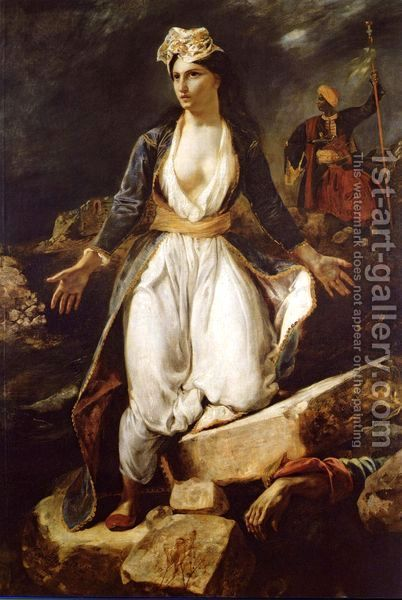 1st-art-gallery.com
This watermark does not appear on the painting